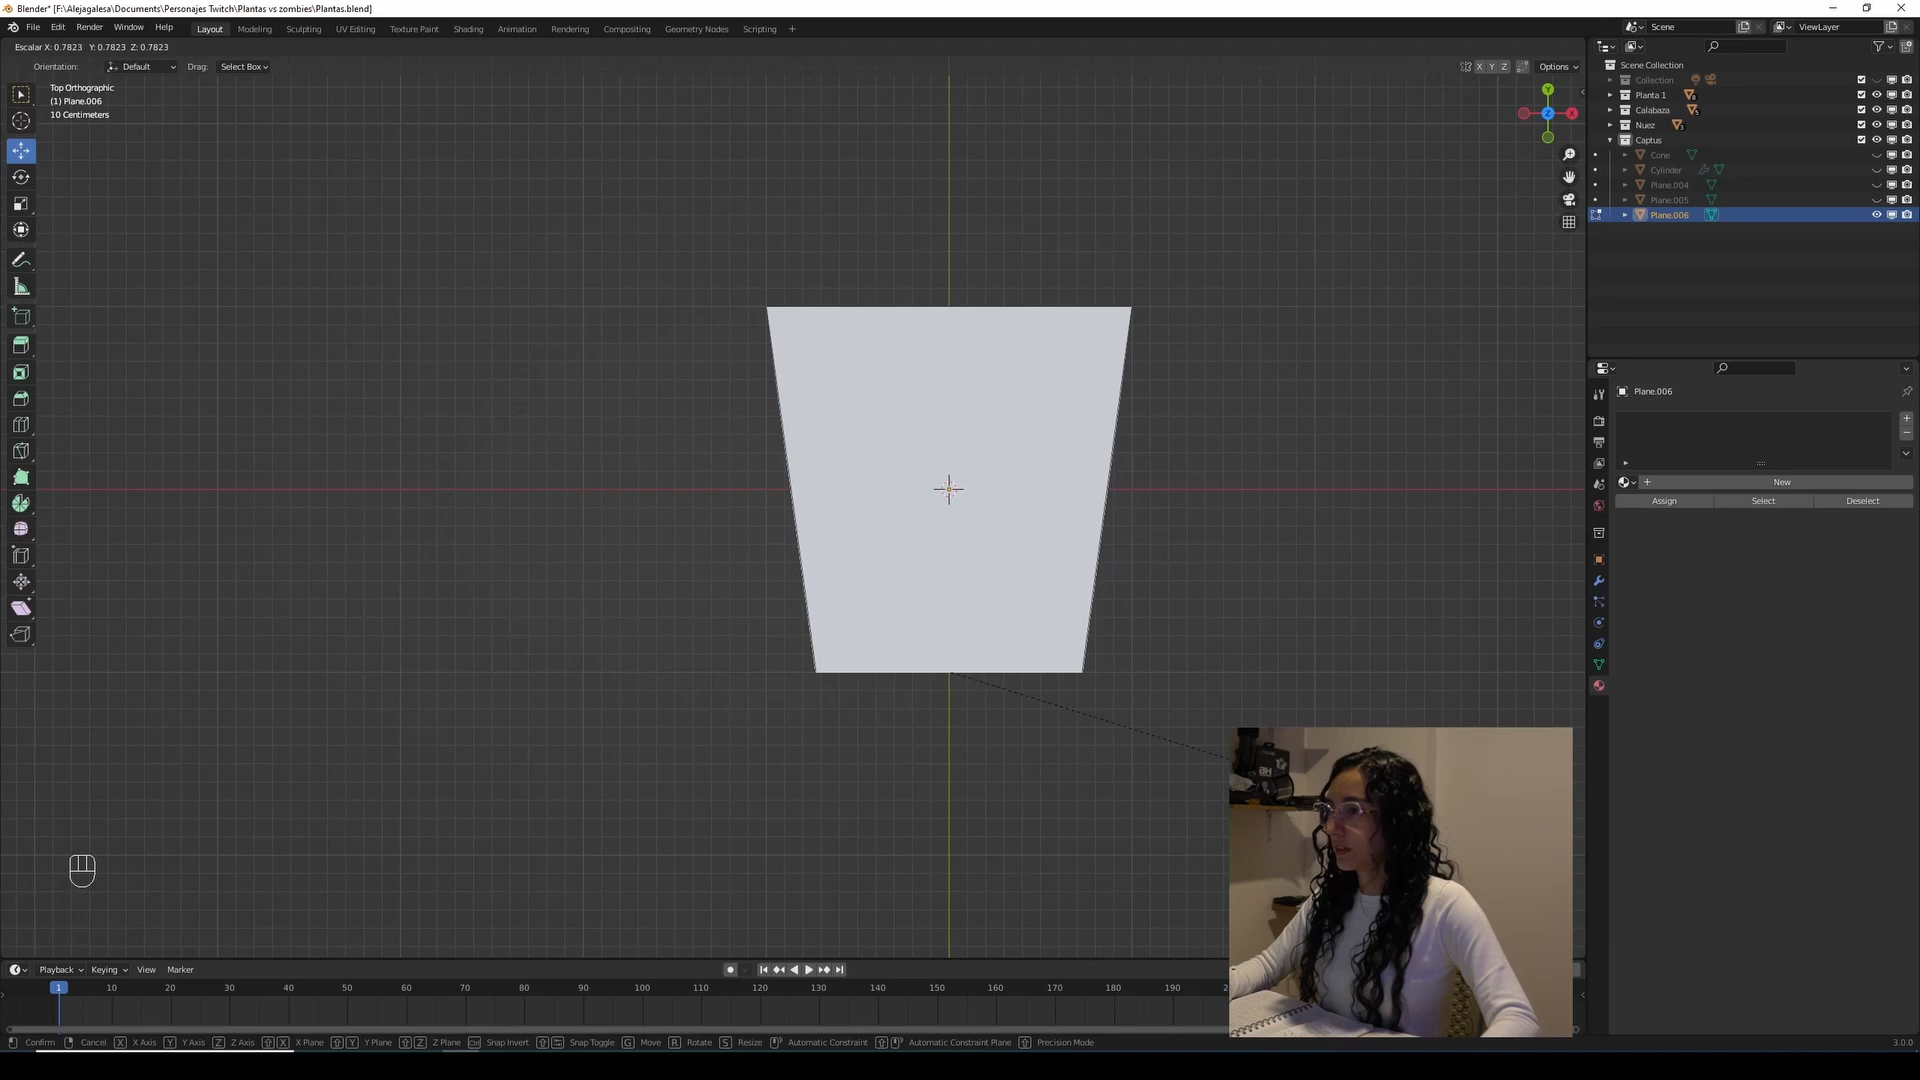 Blender* [F:\Alejagalesa\Documents\Personajes Twitch\Plantas vs zombies\Plantas.blend]
File Edit Render Window Help Layout Modeling Sculpting UV Editing Texture Paint Shading Animation Rendering Compositing Geometry Nodes Scripting + Scene ViewLayer
Escalar X: 0.7823 Y: 0.7823 Z: 0.7823
Orientation: Default Drag: Select Box X Y Z Options
Top Orthographic
(1) Plane.006
10 Centimeters
Y
Z X
Scene Collection
Collection
Planta 1 8
Calabaza 5
Nuez 3
Captus
Cone
Cylinder
Plane.004
Plane.005
Plane.006
Plane.006
+ New
Assign Select Deselect
Playback Keying View Marker
1 10 20 30 40 50 60 70 80 90 100 110 120 130 140 150 160 170 180 190
Confirm Cancel X X Axis Y Y Axis Z Z Axis X X Plane Y Y Plane Z Z Plane Ctrl Snap Invert Snap Toggle G Move R Rotate S Resize Automatic Constraint Automatic Constraint Plane Precision Mode 3.0.0